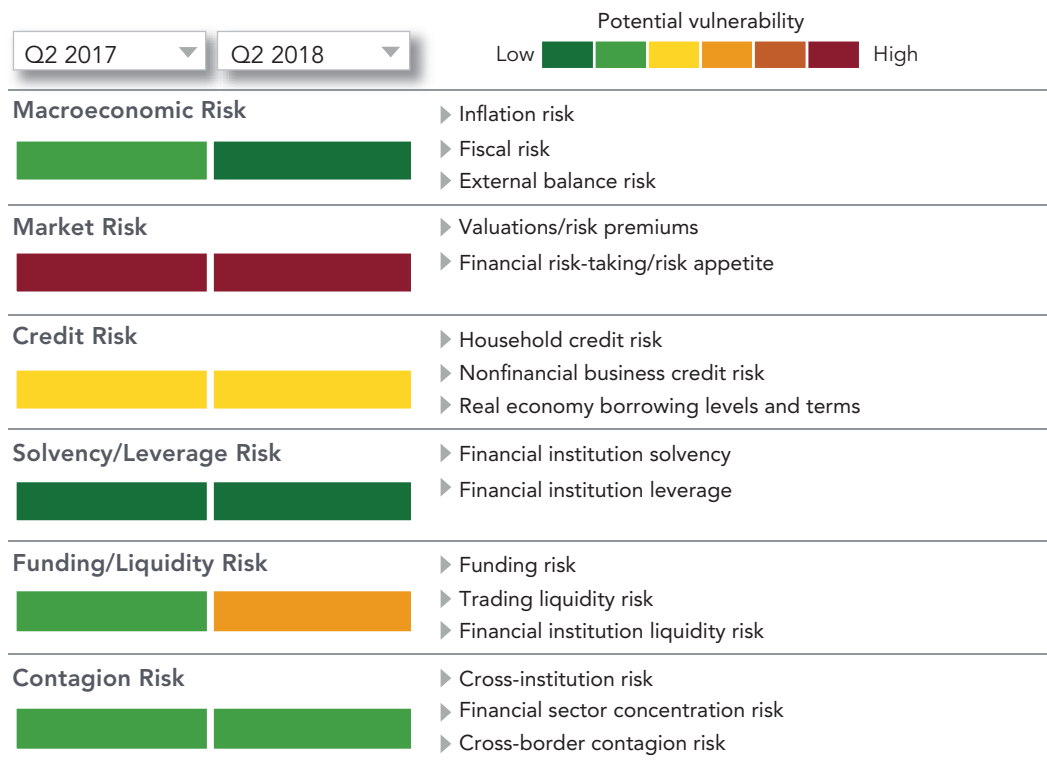 Potential vulnerability
Q2 2017 Q2 2018 Low High
Macroeconomic Risk
Inflation risk
Fiscal risk
External balance risk
Market Risk
Valuations/risk premiums
Financial risk-taking/risk appetite
Credit Risk
Household credit risk
Nonfinancial business credit risk
Real economy borrowing levels and terms
Solvency/Leverage Risk
Financial institution solvency
Financial institution leverage
Funding/Liquidity Risk
Funding risk
Trading liquidity risk
Financial institution liquidity risk
Contagion Risk
Cross-institution risk
Financial sector concentration risk
Cross-border contagion risk